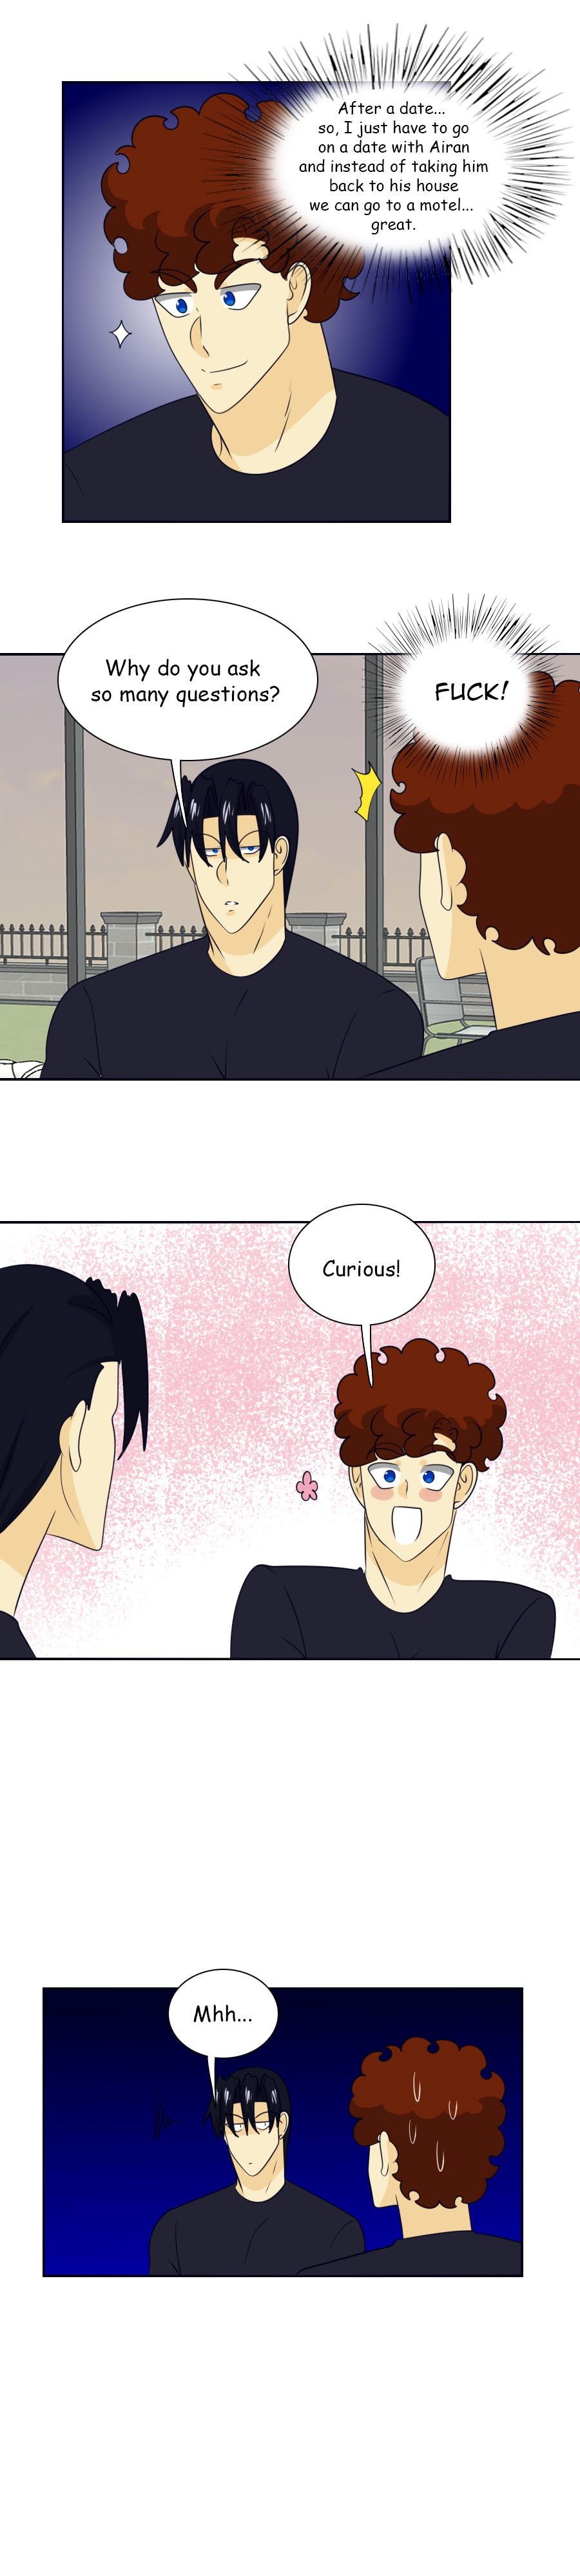 After a date...
so, I just have to go
on a date with Airan
and instead of taking him
back to his house
we can go to a motel...
great.
Why do you ask
so many questions?
FUCK!
Curious!
Mhh...